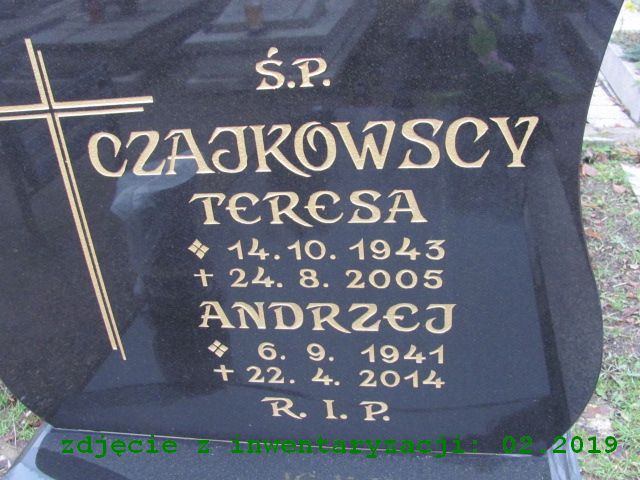 Ś.P.
CZAJKOWSCY
TERESA
❖ 14.10.1943
† 24.8.2005
ANDRZEJ
❖ 6.9.1941
† 22.4.2014
R.I.P.
zdjęcie z inwentaryzacji: 02.2019